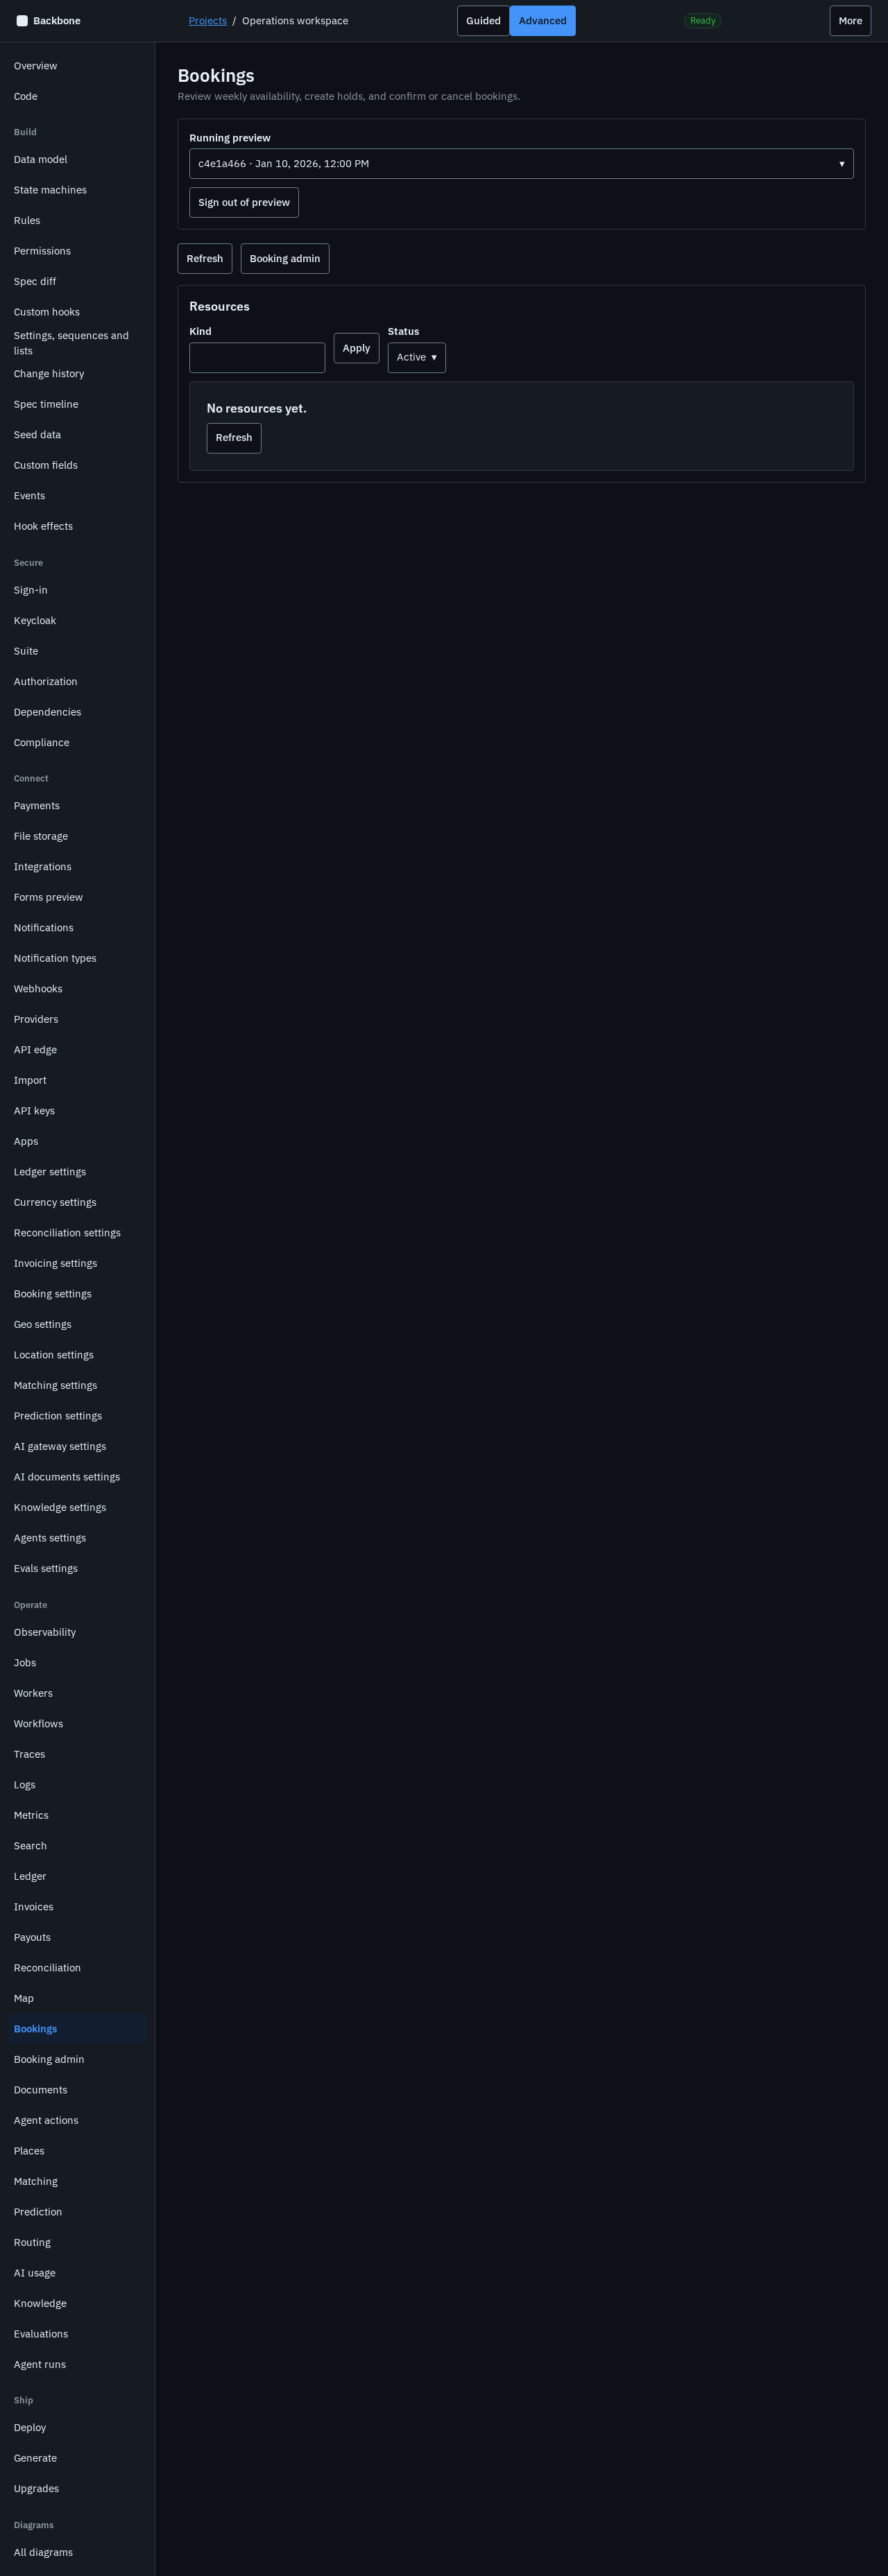 Backbone
Projects / Operations workspace
Guided
Advanced
Ready
More
Overview
Code
Build
Data model
State machines
Rules
Permissions
Spec diff
Custom hooks
Settings, sequences and
lists
Change history
Spec timeline
Seed data
Custom fields
Events
Hook effects
Secure
Sign-in
Keycloak
Suite
Authorization
Dependencies
Compliance
Connect
Payments
File storage
Integrations
Forms preview
Notifications
Notification types
Webhooks
Providers
API edge
Import
API keys
Apps
Ledger settings
Currency settings
Reconciliation settings
Invoicing settings
Booking settings
Geo settings
Location settings
Matching settings
Prediction settings
AI gateway settings
AI documents settings
Knowledge settings
Agents settings
Evals settings
Operate
Observability
Jobs
Workers
Workflows
Traces
Logs
Metrics
Search
Ledger
Invoices
Payouts
Reconciliation
Map
Bookings
Booking admin
Documents
Agent actions
Places
Matching
Prediction
Routing
AI usage
Knowledge
Evaluations
Agent runs
Ship
Deploy
Generate
Upgrades
Diagrams
All diagrams
Bookings
Review weekly availability, create holds, and confirm or cancel bookings.
Running preview
c4e1a466 · Jan 10, 2026, 12:00 PM
Sign out of preview
Refresh
Booking admin
Resources
Kind
Apply
Status
Active
No resources yet.
Refresh